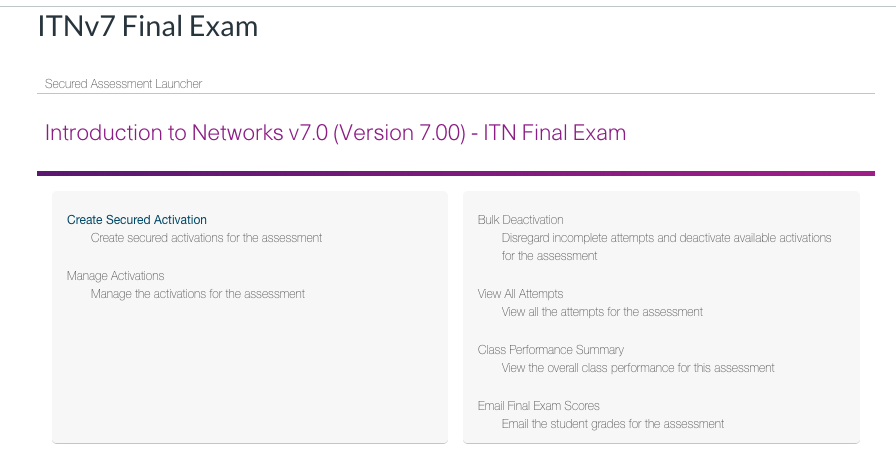 ITNv7 Final Exam
Secured Assessment Launcher
Introduction to Networks v7.0 (Version 7.00) - ITN Final Exam
Create Secured Activation
Create secured activations for the assessment
Manage Activations
Manage the activations for the assessment
Bulk Deactivation
Disregard incomplete attempts and deactivate available activations
for the assessment
View All Attempts
View all the attempts for the assessment
Class Performance Summary
View the overall class performance for this assessment
Email Final Exam Scores
Email the student grades for the assessment